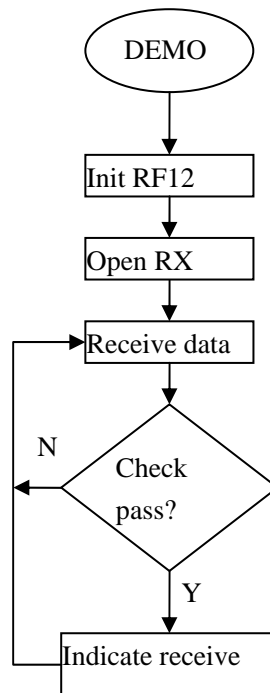 DEMO
Init RF12
Open RX
Receive data
N
Check
pass?
Y
Indicate receive